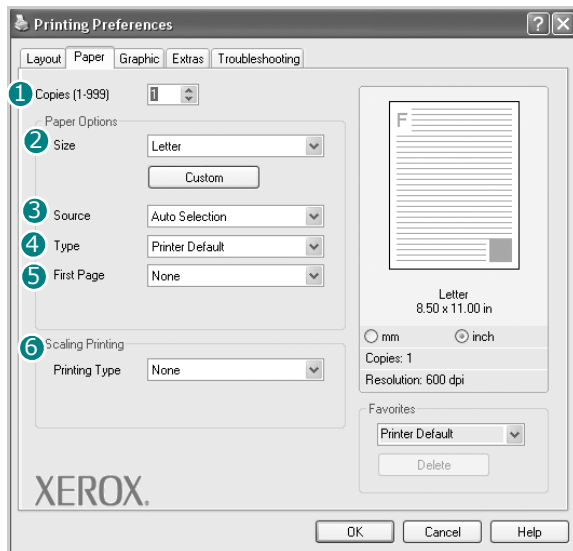 Printing Preferences
Layout Paper Graphic Extras Troubleshooting
1 Copies (1-999) 1
Paper Options
2 Size Letter
Custom
3 Source Auto Selection
4 Type Printer Default
5 First Page None
6 Scaling Printing
Printing Type None
F
Letter
8.50 x 11.00 in
mm inch
Copies: 1
Resolution: 600 dpi
Favorites
Printer Default
Delete
XEROX.
OK Cancel Help